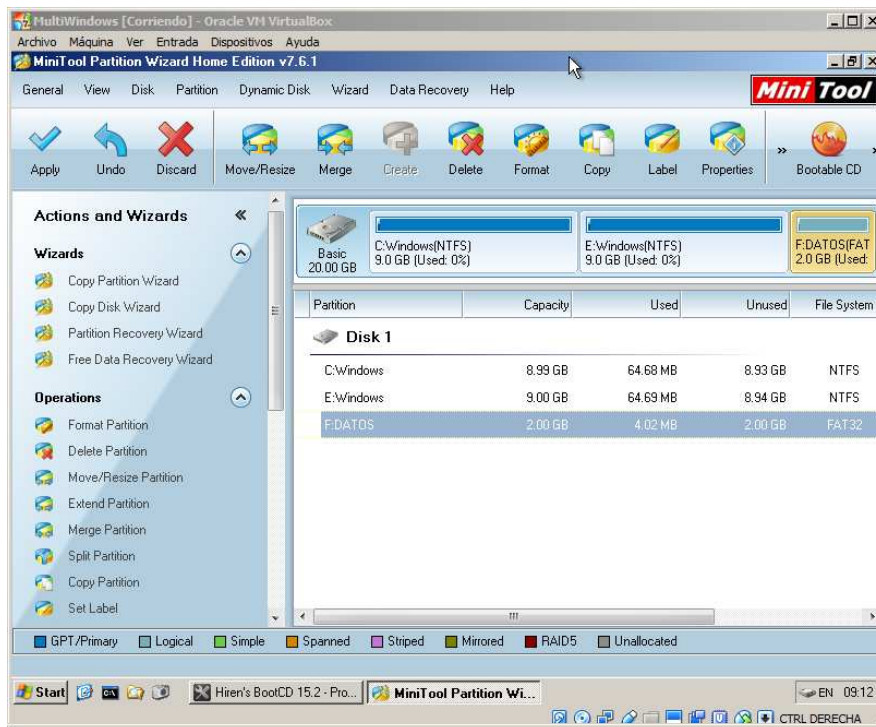 MultiWindows [Corriendo] - Oracle VM VirtualBox
Archivo Máquina Ver Entrada Dispositivos Ayuda
MiniTool Partition Wizard Home Edition v7.6.1
General View Disk Partition Dynamic Disk Wizard Data Recovery Help
Mini Tool
Apply Undo Discard Move/Resize Merge Create Delete Format Copy Label Properties » Bootable CD
Actions and Wizards
Wizards
Copy Partition Wizard
Copy Disk Wizard
Partition Recovery Wizard
Free Data Recovery Wizard
Operations
Format Partition
Delete Partition
Move/Resize Partition
Extend Partition
Merge Partition
Split Partition
Copy Partition
Set Label
Basic
20.00 GB
C:Windows(NTFS)
9.0 GB (Used: 0%)
E:Windows(NTFS)
9.0 GB (Used: 0%)
F:DATOS(FAT
2.0 GB (Used:
Partition Capacity Used Unused File System
Disk 1
C:Windows 8.99 GB 64.68 MB 8.93 GB NTFS
E:Windows 9.00 GB 64.69 MB 8.94 GB NTFS
F:DATOS 2.00 GB 4.02 MB 2.00 GB FAT32
GPT/Primary Logical Simple Spanned Striped Mirrored RAID5 Unallocated
Start Hiren's BootCD 15.2 - Pro... MiniTool Partition Wi... EN 09:12
CTRL DERECHA